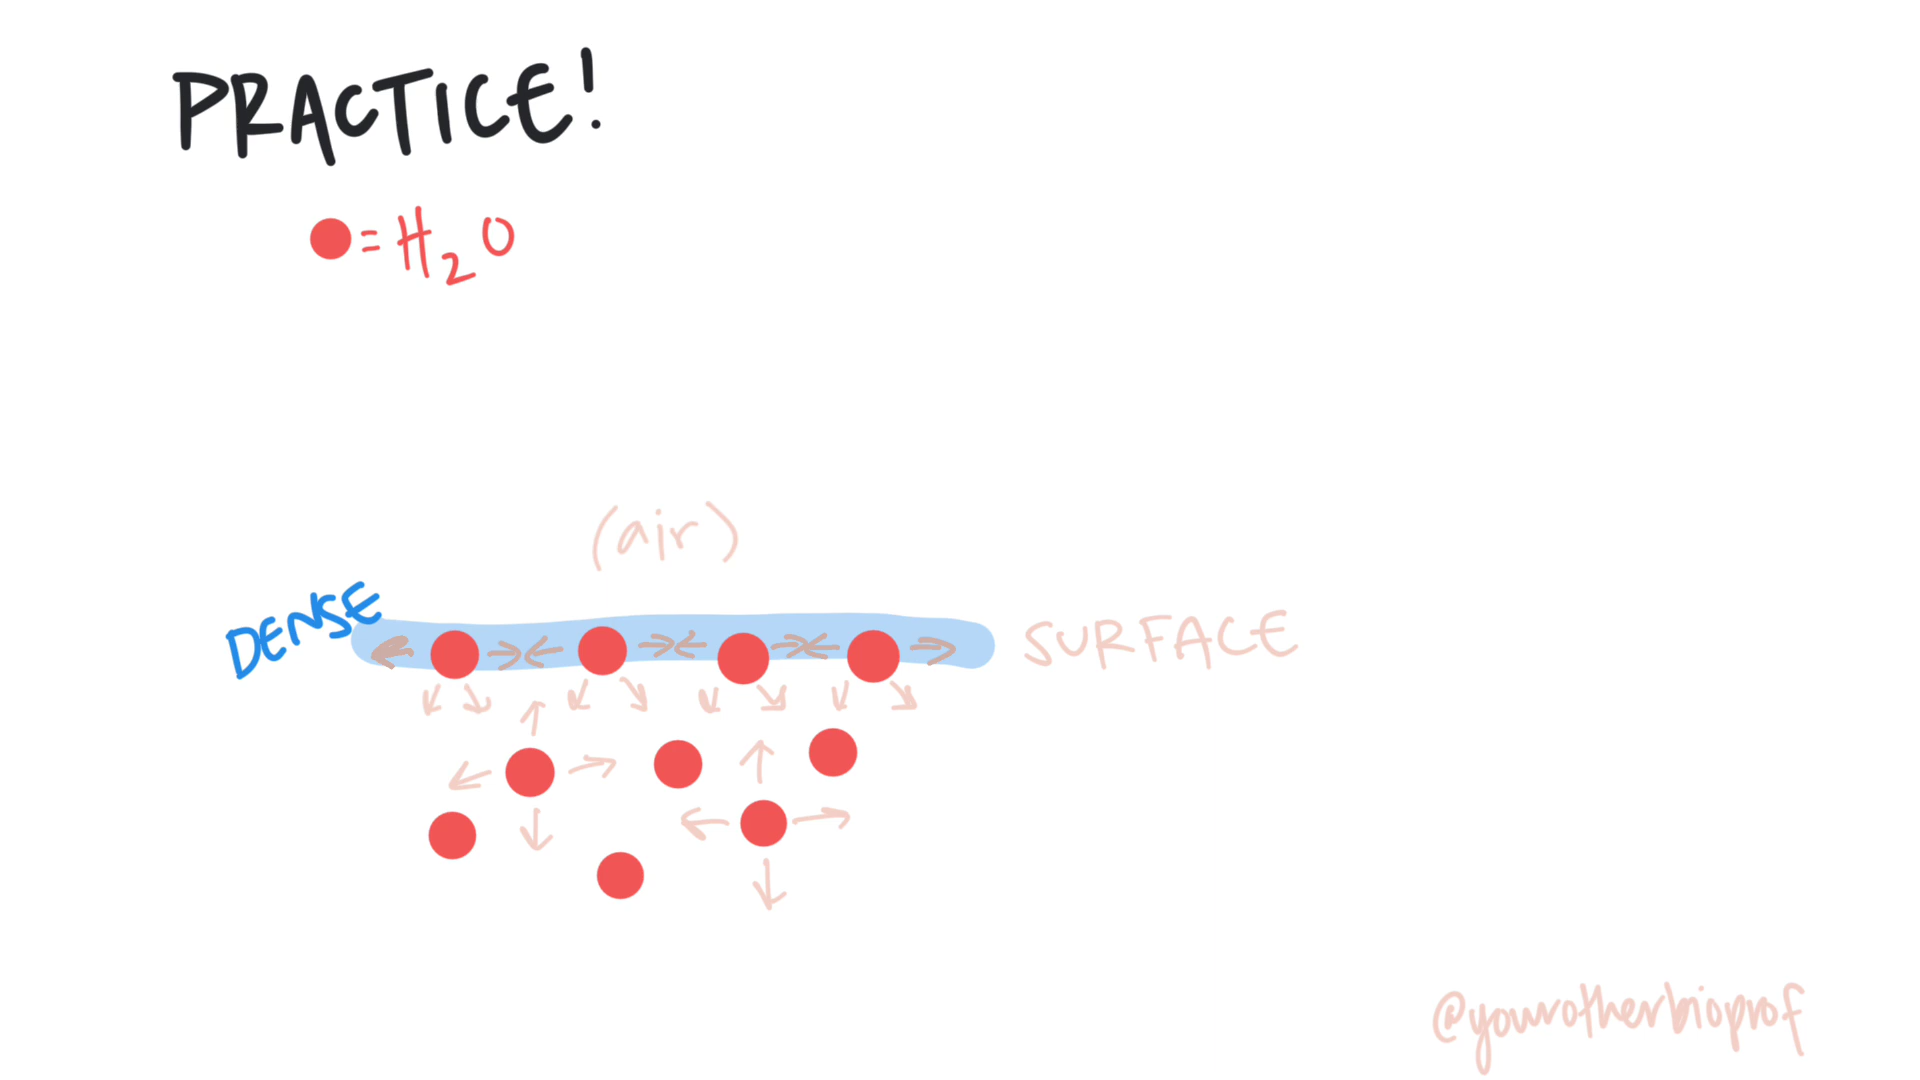 PRACTICE!
= H₂O
(air)
DENSE
SURFACE
@yourotherbioprof